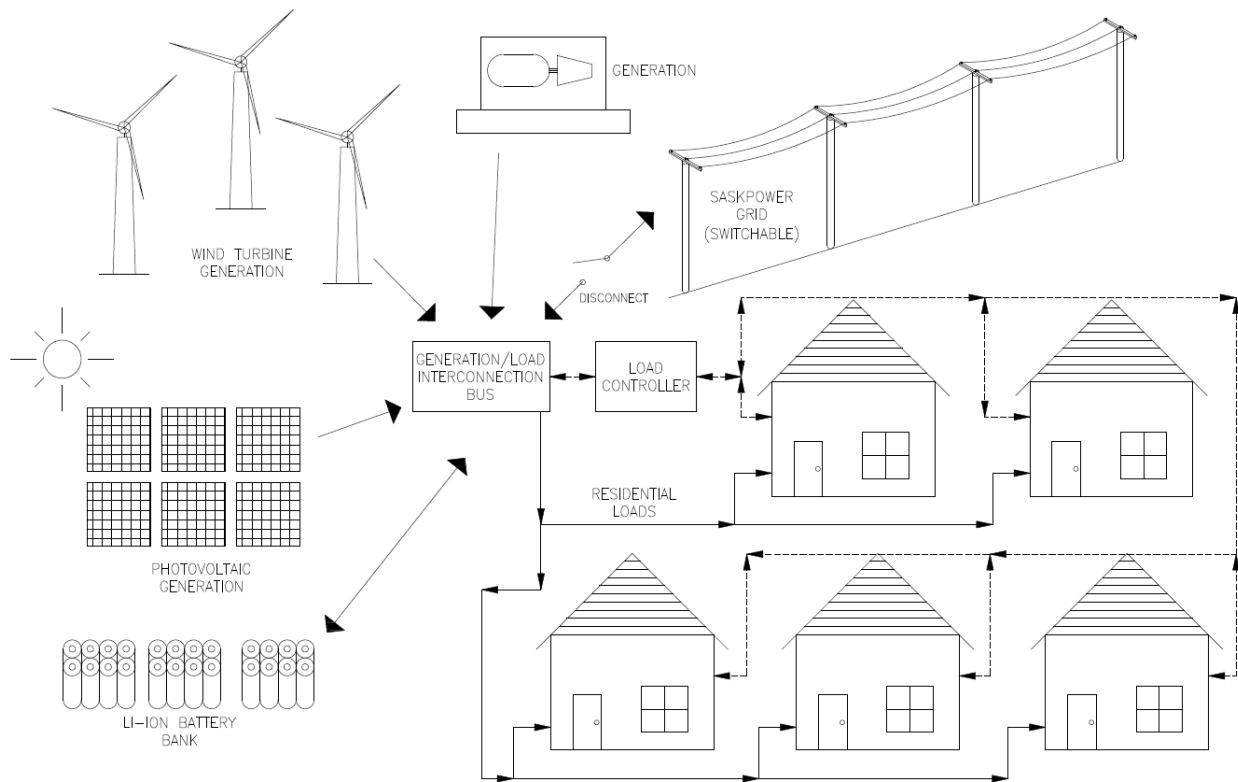 GENERATION
SASKPOWER
GRID
(SWITCHABLE)
WIND TURBINE
GENERATION
DISCONNECT
GENERATION/LOAD
INTERCONNECTION
BUS
LOAD
CONTROLLER
RESIDENTIAL
LOADS
PHOTOVOLTAIC
GENERATION
LI-ION BATTERY
BANK